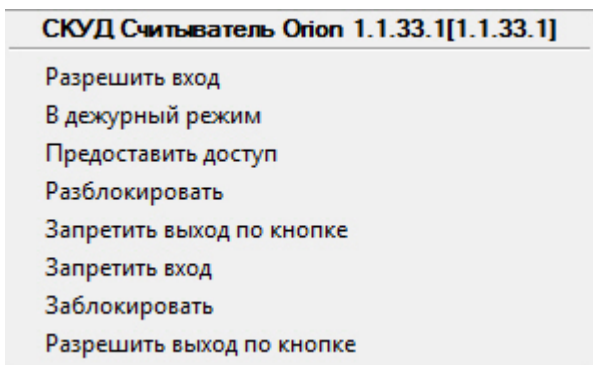 СКУД Считыватель Orion 1.1.33.1[1.1.33.1]
Разрешить вход
В дежурный режим
Предоставить доступ
Разблокировать
Запретить выход по кнопке
Запретить вход
Заблокировать
Разрешить выход по кнопке